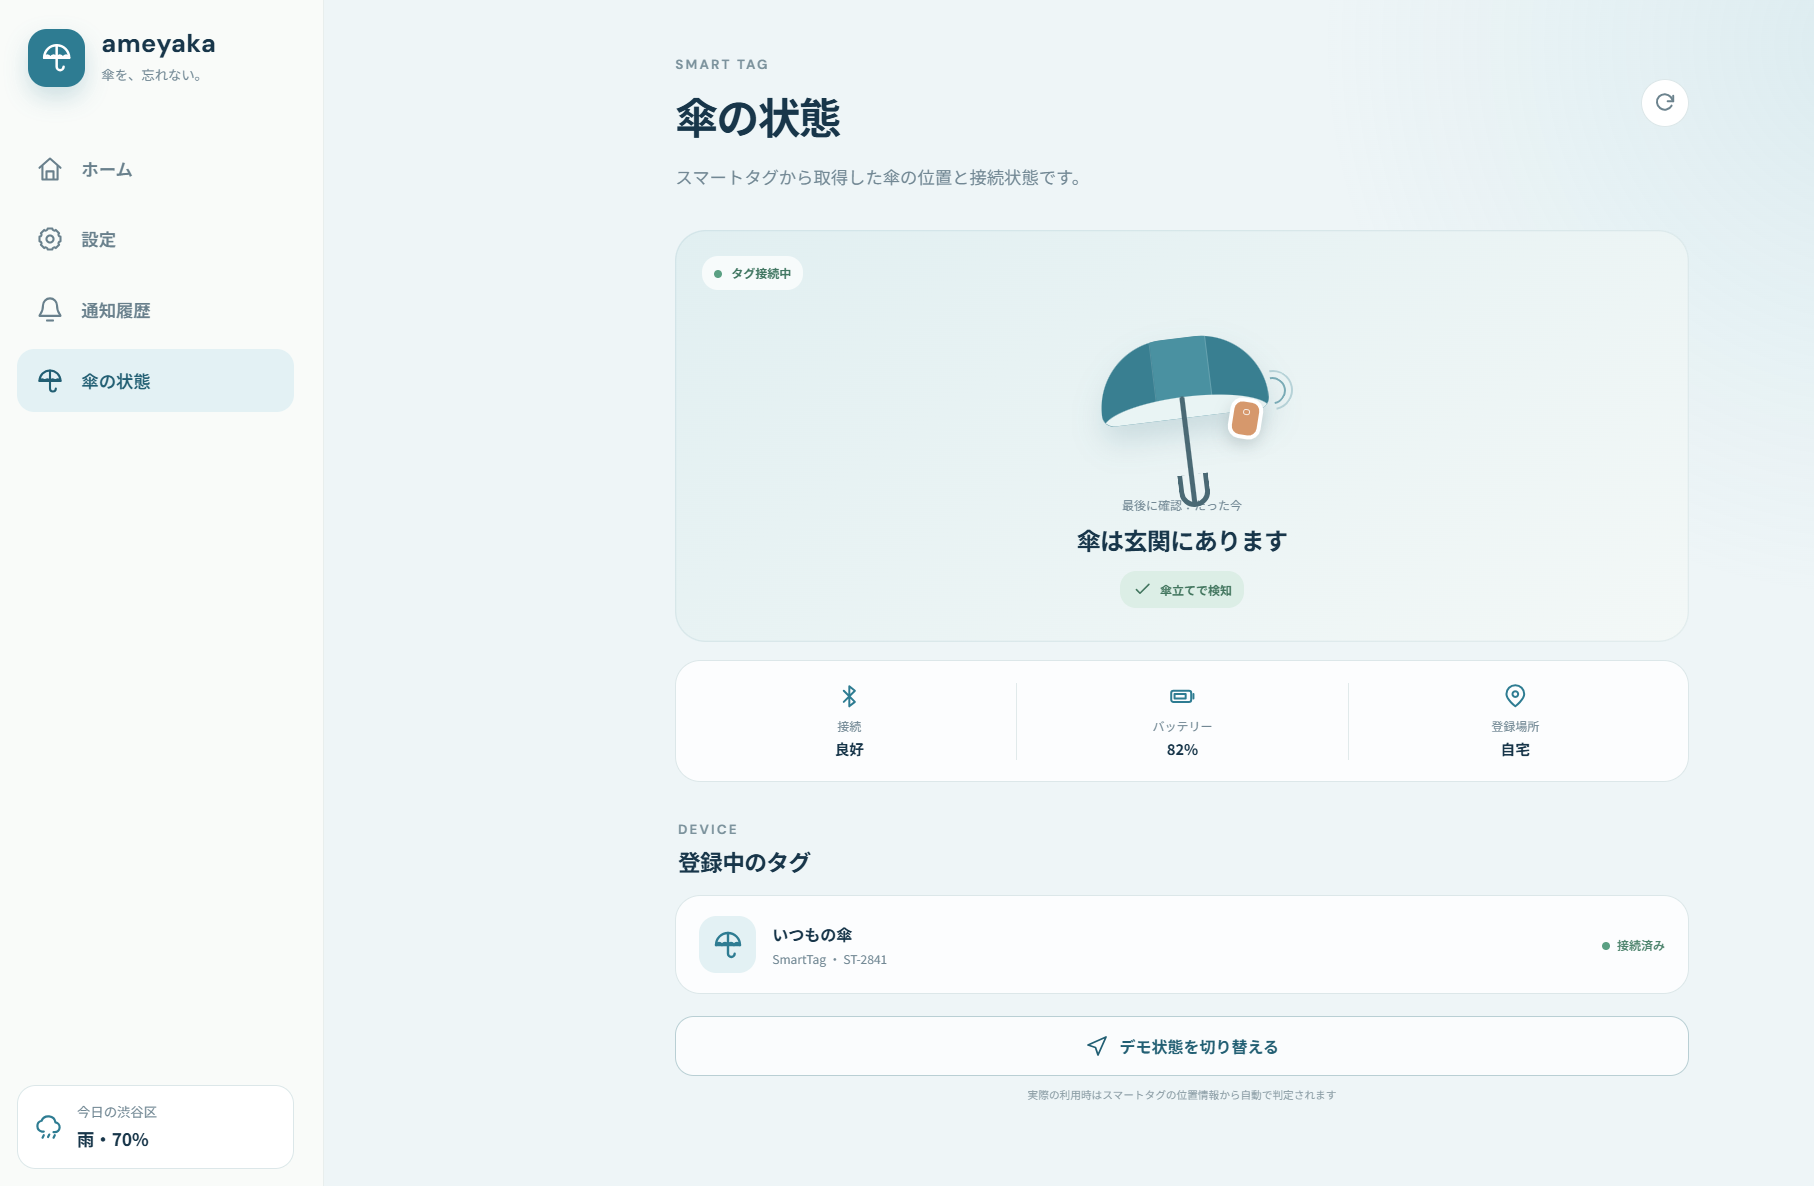 ameyaka
傘を、忘れない。
ホーム
設定
通知履歴
傘の状態
今日の渋谷区
雨・70%
SMART TAG
傘の状態
スマートタグから取得した傘の位置と接続状態です。
タグ接続中
最後に確認：たった今
傘は玄関にあります
傘立てで検知
接続
良好
バッテリー
82%
登録場所
自宅
DEVICE
登録中のタグ
いつもの傘
SmartTag・ST-2841
接続済み
デモ状態を切り替える
実際の利用時はスマートタグの位置情報から自動で判定されます